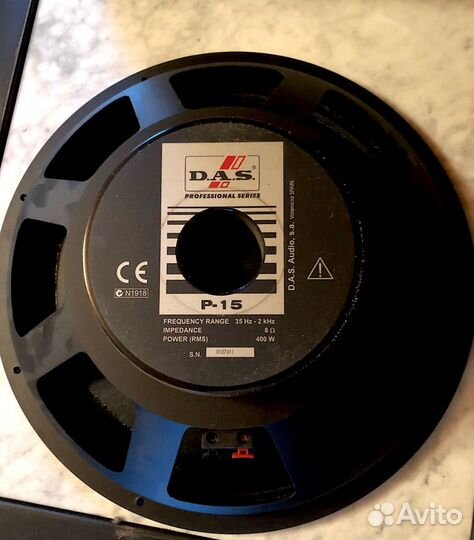 D.A.S.®
PROFESSIONAL SERIES
D.A.S. Audio, s.a. Valencia SPAIN
CE
N1918
P-15
FREQUENCY RANGE 35 Hz - 2 kHz
IMPEDANCE 8 Ω
POWER (RMS) 400 W
S.N.
Avito